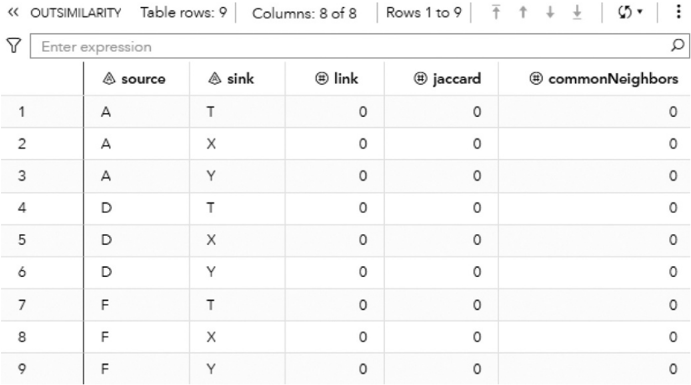 OUTSIMILARITY Table rows: 9 Columns: 8 of 8 Rows 1 to 9
Enter expression
source sink link jaccard commonNeighbors
1 A T 0 0 0
2 A X 0 0 0
3 A Y 0 0 0
4 D T 0 0 0
5 D X 0 0 0
6 D Y 0 0 0
7 F T 0 0 0
8 F X 0 0 0
9 F Y 0 0 0